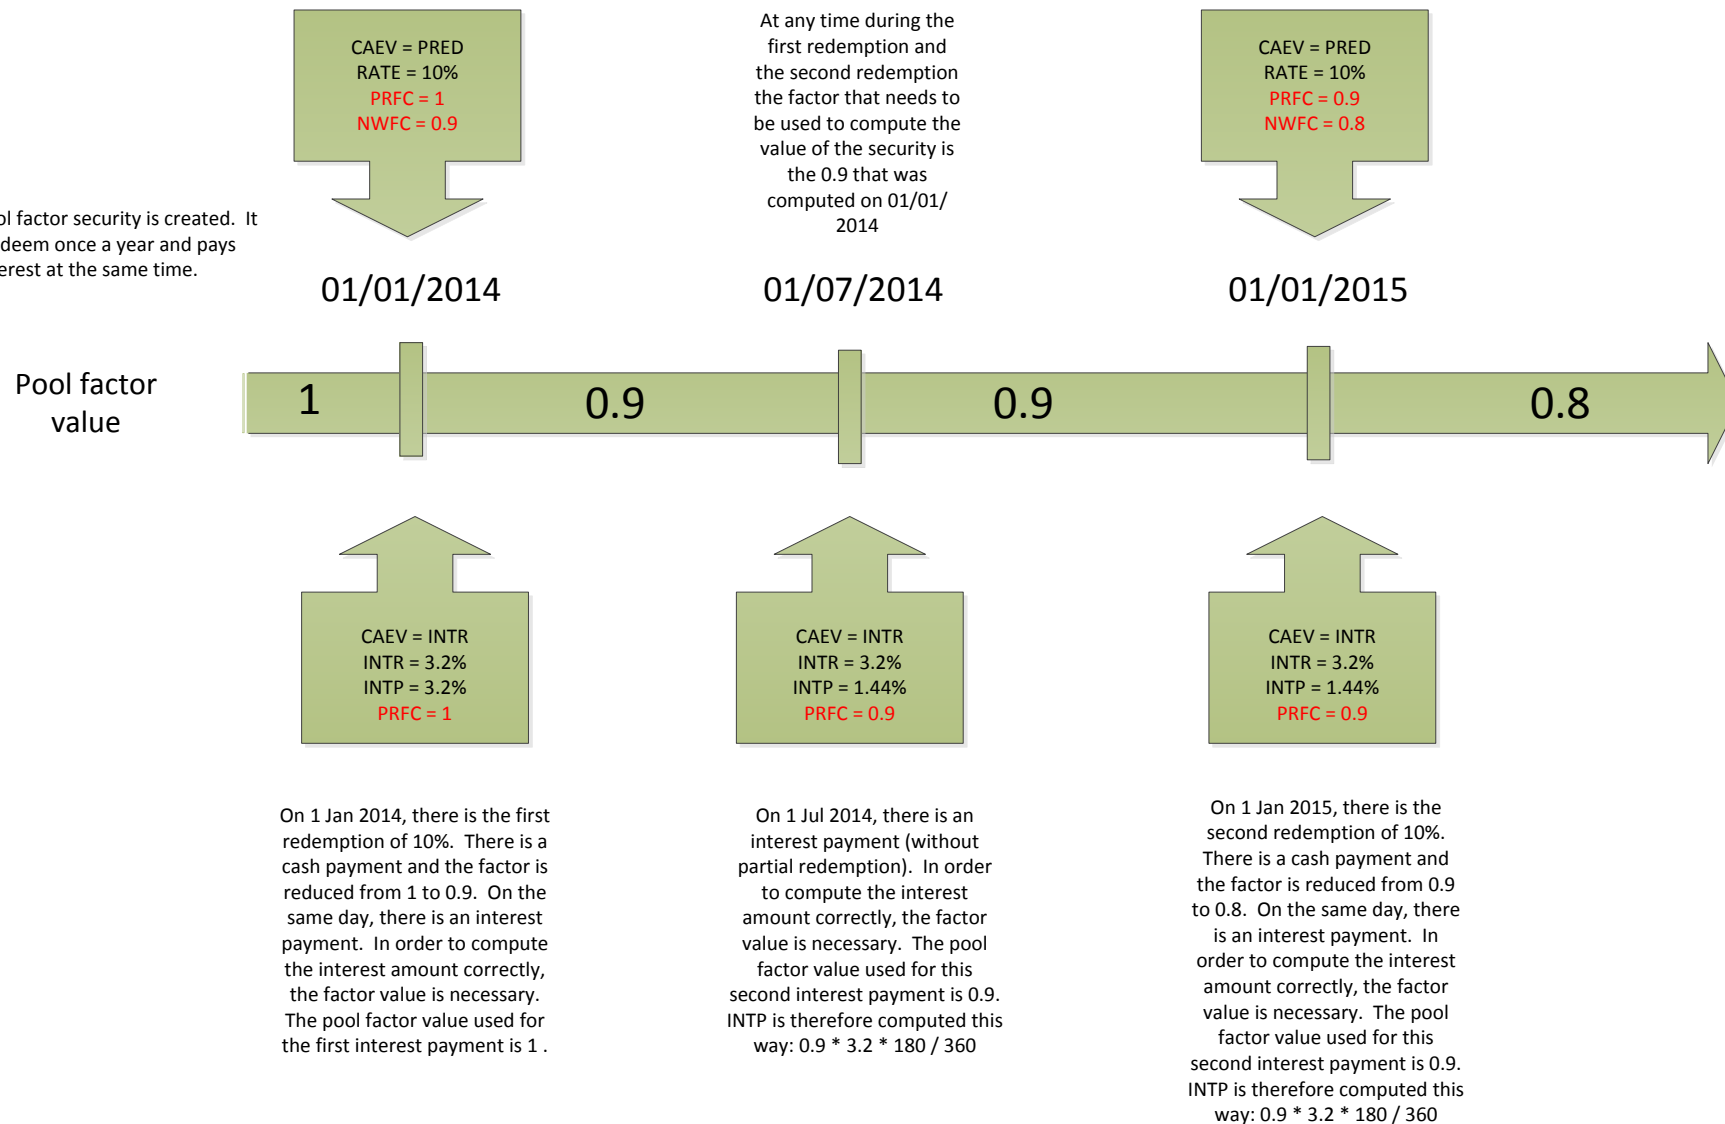 CAEV = PRED
RATE = 10%
PRFC = 1
NWFC = 0.9
At any time during the
first redemption and
the second redemption
the factor that needs to
be used to compute the
value of the security is
the 0.9 that was
computed on 01/01/
2014
CAEV = PRED
RATE = 10%
PRFC = 0.9
NWFC = 0.8
factor security is created.  It
once a year and pays
at the same time.
01/01/2014
01/07/2014
01/01/2015
Pool factor
value
1
0.9
0.9
0.8
CAEV = INTR
INTR = 3.2%
INTP = 3.2%
PRFC = 1
CAEV = INTR
INTR = 3.2%
INTP = 1.44%
PRFC = 0.9
CAEV = INTR
INTR = 3.2%
INTP = 1.44%
PRFC = 0.9
On 1 Jan 2014, there is the first
redemption of 10%.  There is a
cash payment and the factor is
reduced from 1 to 0.9.  On the
same day, there is an interest
payment.  In order to compute
the interest amount correctly,
the factor value is necessary.
The pool factor value used for
the first interest payment is 1 .
On 1 Jul 2014, there is an
interest payment (without
partial redemption).  In order
to compute the interest
amount correctly, the factor
value is necessary.  The pool
factor value used for this
second interest payment is 0.9.
INTP is therefore computed this
way: 0.9 * 3.2 * 180 / 360
On 1 Jan 2015, there is the
second redemption of 10%.
There is a cash payment and
the factor is reduced from 0.9
to 0.8.  On the same day, there
is an interest payment.  In
order to compute the interest
amount correctly, the factor
value is necessary.  The pool
factor value used for this
second interest payment is 0.9.
INTP is therefore computed this
way: 0.9 * 3.2 * 180 / 360